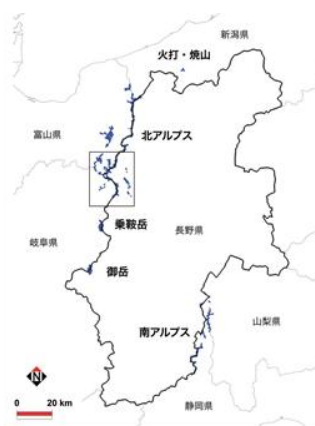 新潟県
火打・焼山
富山県
北アルプス
乗鞍岳
長野県
岐阜県
御岳
南アルプス
山梨県
静岡県
N
0 20 km